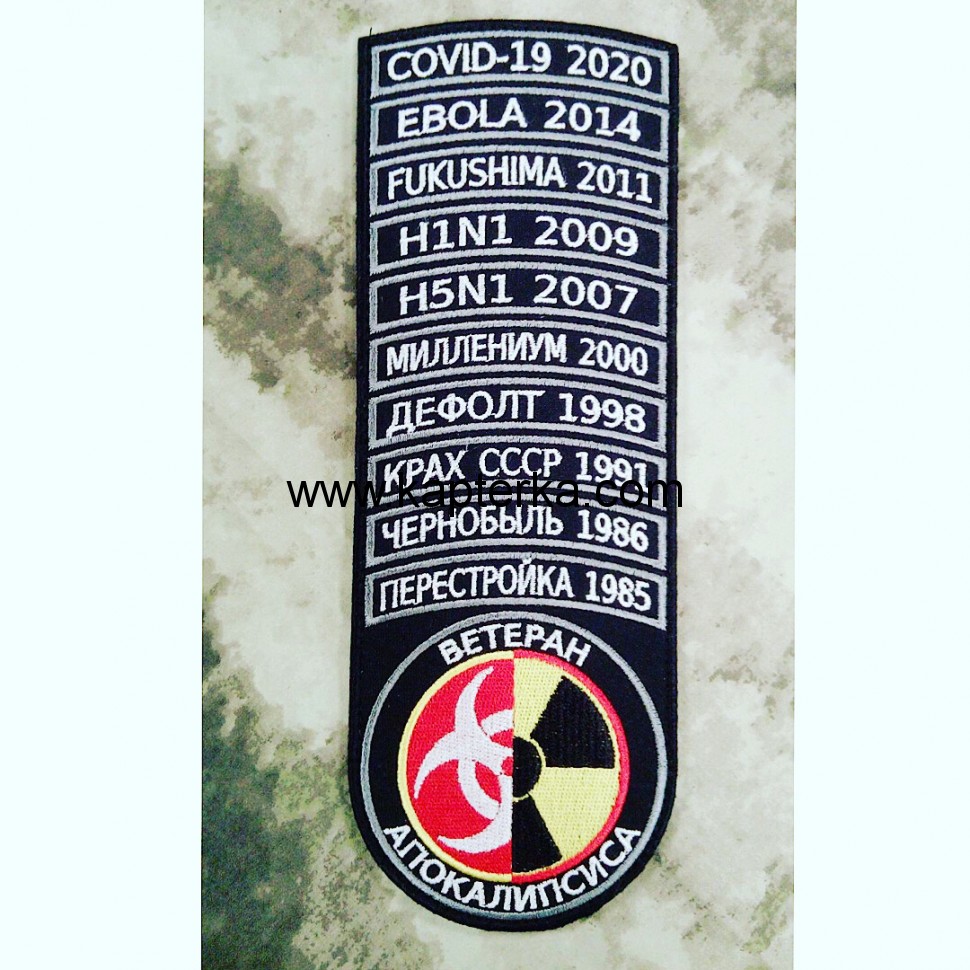 COVID-19 2020
EBOLA 2014
FUKUSHIMA 2011
H1N1 2009
H5N1 2007
МИЛЛЕНИУМ 2000
ДЕФОЛТ 1998
КРАХ СССР 1991
www.kapterka.com
ЧЕРНОБЫЛЬ 1986
ПЕРЕСТРОЙКА 1985
ВЕТЕРАН
АПОКАЛИПСИСА